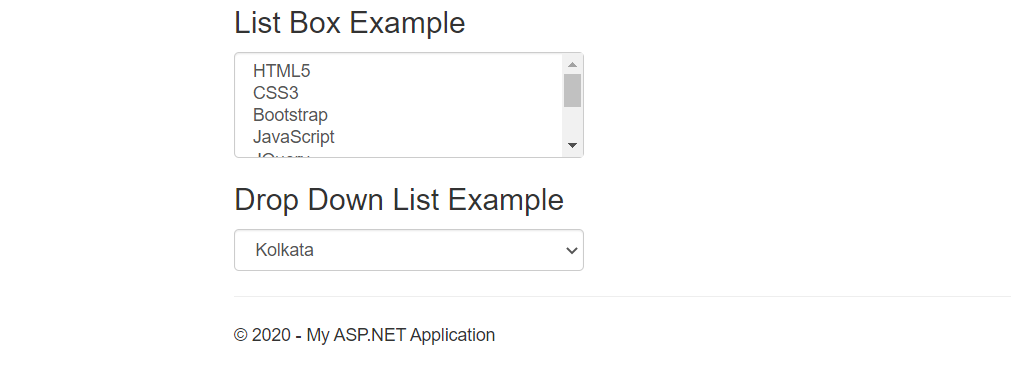 List Box Example
HTML5
CSS3
Bootstrap
JavaScript
Drop Down List Example
Kolkata
© 2020 - My ASP.NET Application